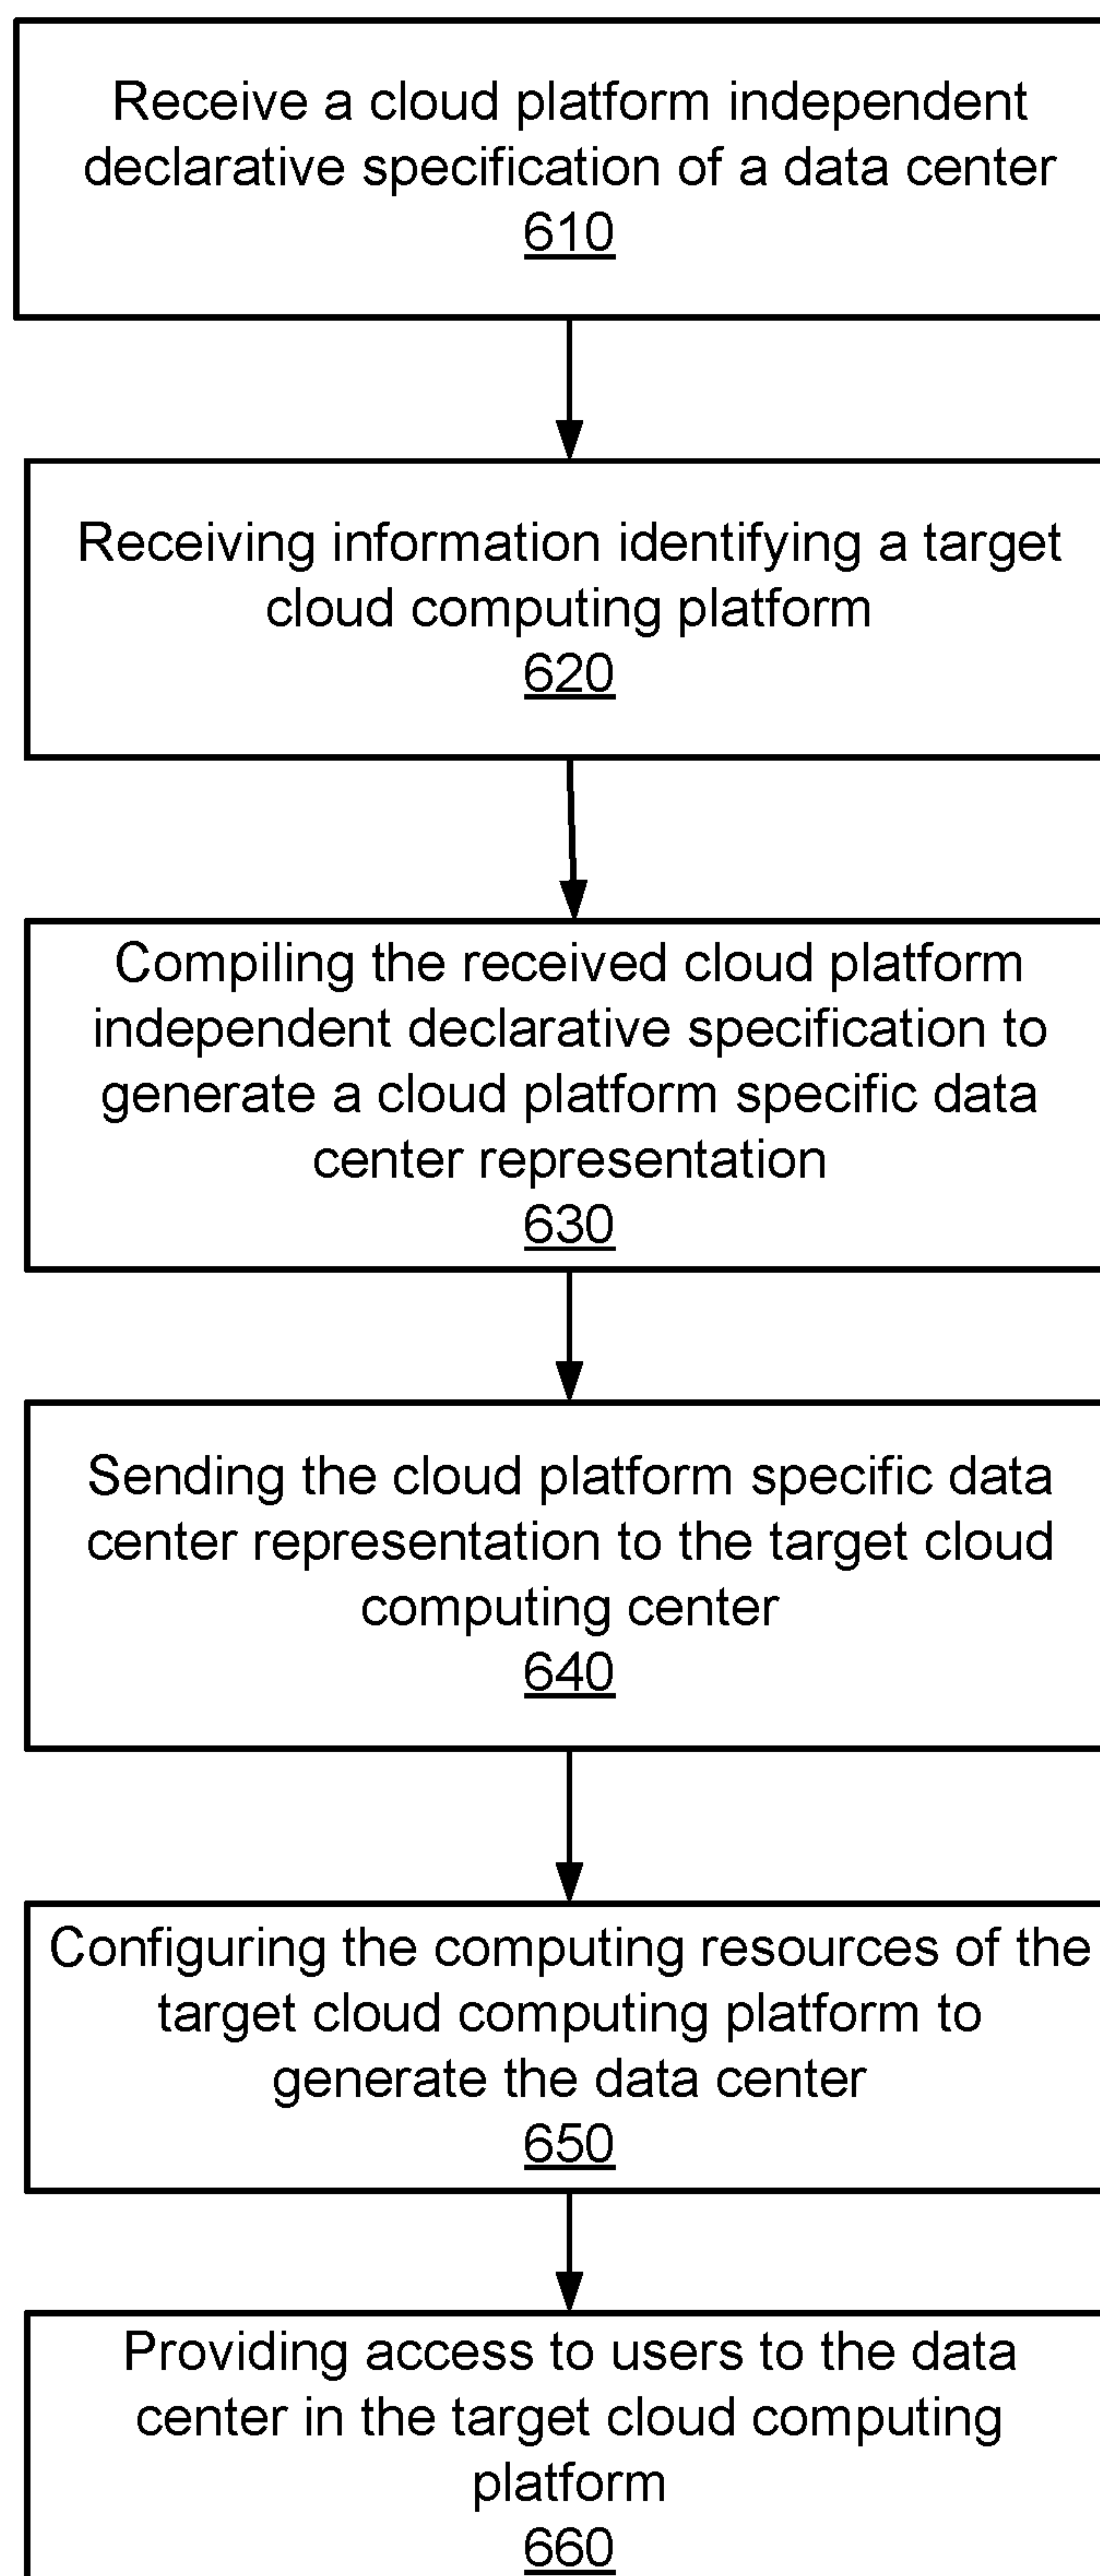 Receive a cloud platform independent
declarative specification of a data center
610
Receiving information identifying a target
cloud computing platform
620
Compiling the received cloud platform
independent declarative specification to
generate a cloud platform specific data
center representation
630
Sending the cloud platform specific data
center representation to the target cloud
computing center
640
Configuring the computing resources of the
target cloud computing platform to
generate the data center
650
Providing access to users to the data
center in the target cloud computing
platform
660